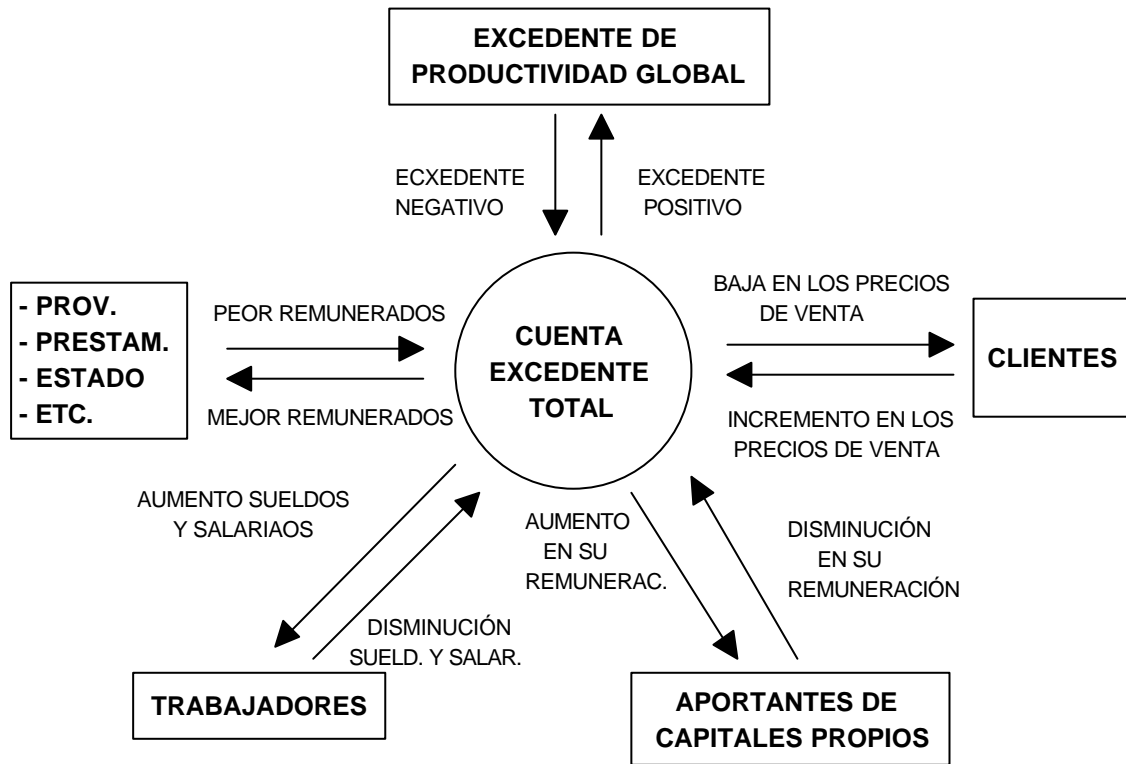 EXCEDENTE DE
PRODUCTIVIDAD GLOBAL
ECXEDENTE
NEGATIVO
EXCEDENTE
POSITIVO
- PROV.
- PRESTAM.
- ESTADO
- ETC.
PEOR REMUNERADOS
MEJOR REMUNERADOS
CUENTA
EXCEDENTE
TOTAL
BAJA EN LOS PRECIOS
DE VENTA
INCREMENTO EN LOS
PRECIOS DE VENTA
CLIENTES
AUMENTO SUELDOS
Y SALARIAOS
DISMINUCIÓN
SUELD. Y SALAR.
AUMENTO
EN SU
REMUNERAC.
DISMINUCIÓN
EN SU
REMUNERACIÓN
TRABAJADORES
APORTANTES DE
CAPITALES PROPIOS